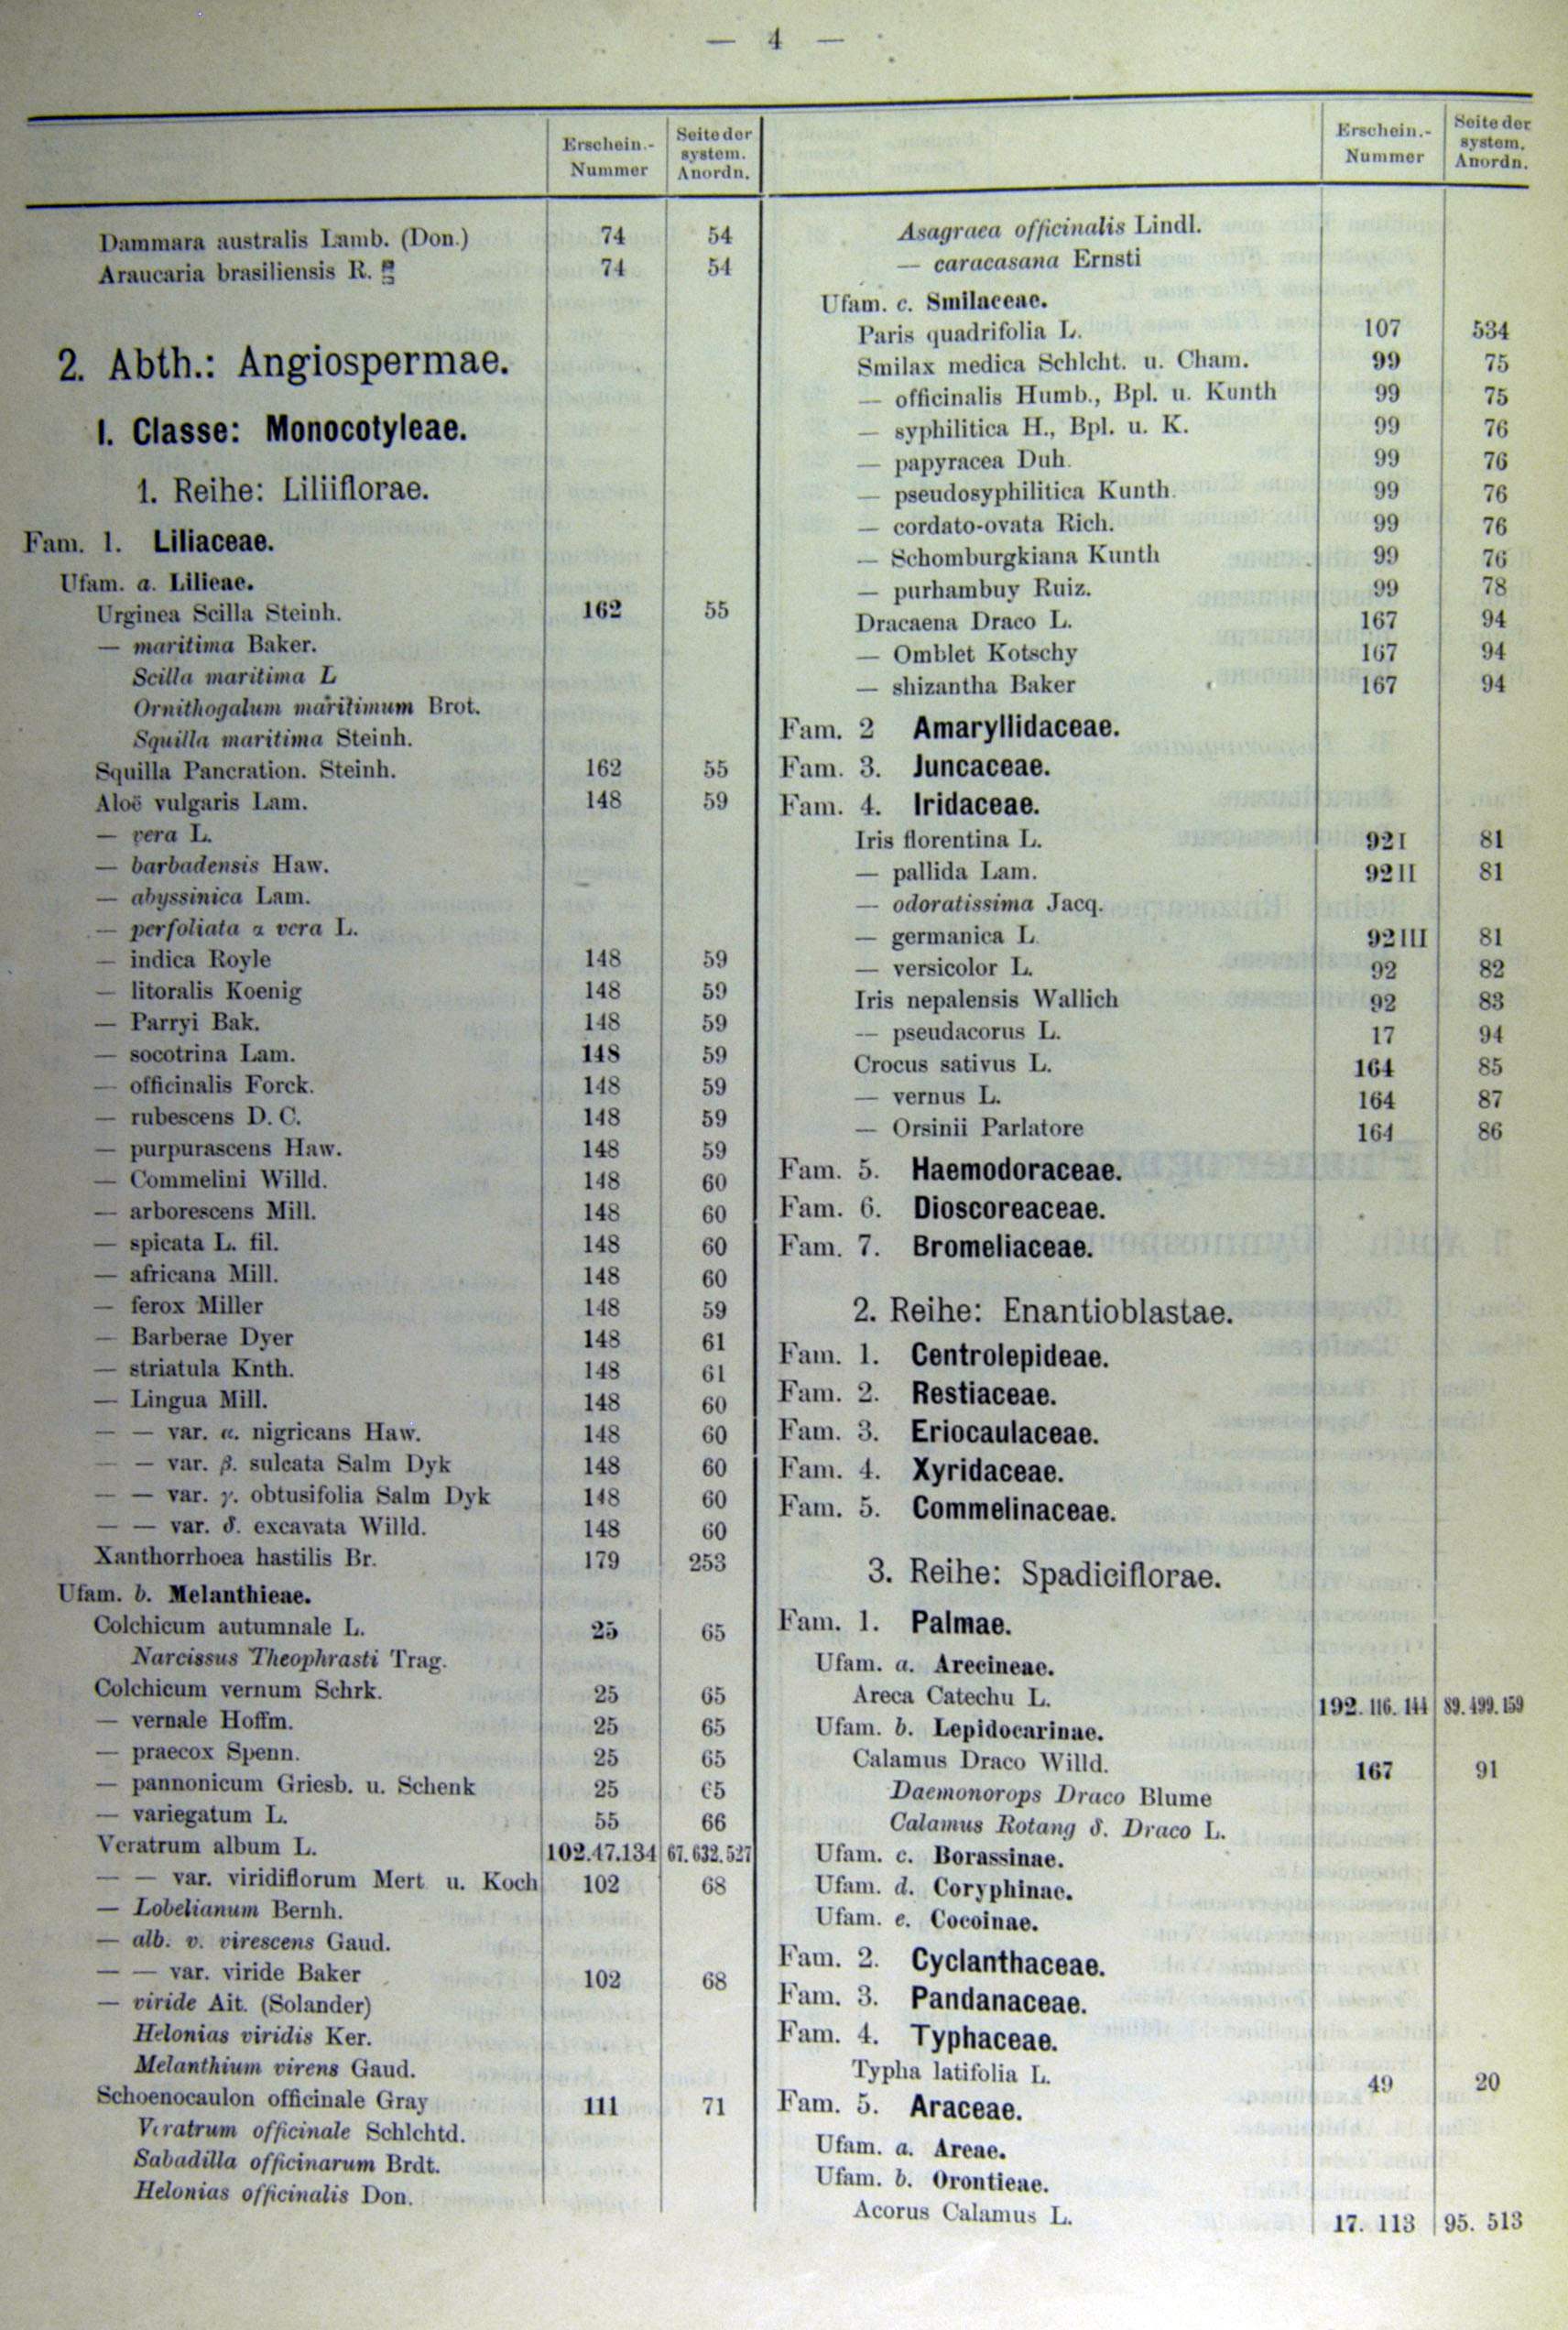 — 4 —
Erschein.-
Nummer
Seite der
system.
Anordn.
Dammara australis Lamb. (Don.) 74 54
Araucaria brasiliensis R. 74 54
2. Abth.: Angiospermae.
I. Classe: Monocotyleae.
1. Reihe: Liliiflorae.
Fam. 1. Liliaceae.
Ufam. a. Lilieae.
Urginea Scilla Steinh. 162 55
— maritima Baker.
Scilla maritima L
Ornithogalum maritimum Brot.
Squilla maritima Steinh.
Squilla Pancration. Steinh. 162 55
Aloë vulgaris Lam. 148 59
— vera L.
— barbadensis Haw.
— abyssinica Lam.
— perfoliata α vera L.
— indica Royle 148 59
— litoralis Koenig 148 59
— Parryi Bak. 148 59
— socotrina Lam. 148 59
— officinalis Forck. 148 59
— rubescens D. C. 148 59
— purpurascens Haw. 148 59
— Commelini Willd. 148 60
— arborescens Mill. 148 60
— spicata L. fil. 148 60
— africana Mill. 148 60
— ferox Miller 148 59
— Barberae Dyer 148 61
— striatula Knth. 148 61
— Lingua Mill. 148 60
— — var. α. nigricans Haw. 148 60
— — var. β. sulcata Salm Dyk 148 60
— — var. γ. obtusifolia Salm Dyk 148 60
— — var. δ. excavata Willd. 148 60
Xanthorrhoea hastilis Br. 179 253
Ufam. b. Melanthieae.
Colchicum autumnale L. 25 65
Narcissus Theophrasti Trag.
Colchicum vernum Schrk. 25 65
— vernale Hoffm. 25 65
— praecox Spenn. 25 65
— pannonicum Griesb. u. Schenk 25 65
— variegatum L. 55 66
Veratrum album L. 102.47.134 67.632.527
— — var. viridiflorum Mert u. Koch 102 68
— Lobelianum Bernh.
— alb. v. virescens Gaud.
— — var. viride Baker 102 68
— viride Ait. (Solander)
Helonias viridis Ker.
Melanthium virens Gaud.
Schoenocaulon officinale Gray 111 71
Veratrum officinale Schlchtd.
Sabadilla officinarum Brdt.
Helonias officinalis Don.
Erschein.-
Nummer
Seite der
system.
Anordn.
Asagraea officinalis Lindl.
— caracasana Ernsti
Ufam. c. Smilaceae.
Paris quadrifolia L. 107 534
Smilax medica Schlcht. u. Cham. 99 75
— officinalis Humb., Bpl. u. Kunth 99 75
— syphilitica H., Bpl. u. K. 99 76
— papyracea Duh. 99 76
— pseudosyphilitica Kunth. 99 76
— cordato-ovata Rich. 99 76
— Schomburgkiana Kunth 99 76
— purhambuy Ruiz. 99 78
Dracaena Draco L. 167 94
— Omblet Kotschy 167 94
— shizantha Baker 167 94
Fam. 2 Amaryllidaceae.
Fam. 3. Juncaceae.
Fam. 4. Iridaceae.
Iris florentina L. 92 I 81
— pallida Lam. 92 II 81
— odoratissima Jacq.
— germanica L. 92 III 81
— versicolor L. 92 82
Iris nepalensis Wallich 92 83
— pseudacorus L. 17 94
Crocus sativus L. 164 85
— vernus L. 164 87
— Orsinii Parlatore 164 86
Fam. 5. Haemodoraceae.
Fam. 6. Dioscoreaceae.
Fam. 7. Bromeliaceae.
2. Reihe: Enantioblastae.
Fam. 1. Centrolepideae.
Fam. 2. Restiaceae.
Fam. 3. Eriocaulaceae.
Fam. 4. Xyridaceae.
Fam. 5. Commelinaceae.
3. Reihe: Spadiciflorae.
Fam. 1. Palmae.
Ufam. a. Arecineae.
Areca Catechu L. 192. 116. 144 89. 499. 159
Ufam. b. Lepidocarinae.
Calamus Draco Willd. 167 91
Daemonorops Draco Blume
Calamus Rotang δ. Draco L.
Ufam. c. Borassinae.
Ufam. d. Coryphinae.
Ufam. e. Cocoinae.
Fam. 2. Cyclanthaceae.
Fam. 3. Pandanaceae.
Fam. 4. Typhaceae.
Typha latifolia L. 49 20
Fam. 5. Araceae.
Ufam. a. Areae.
Ufam. b. Orontieae.
Acorus Calamus L. 17. 113 95. 513